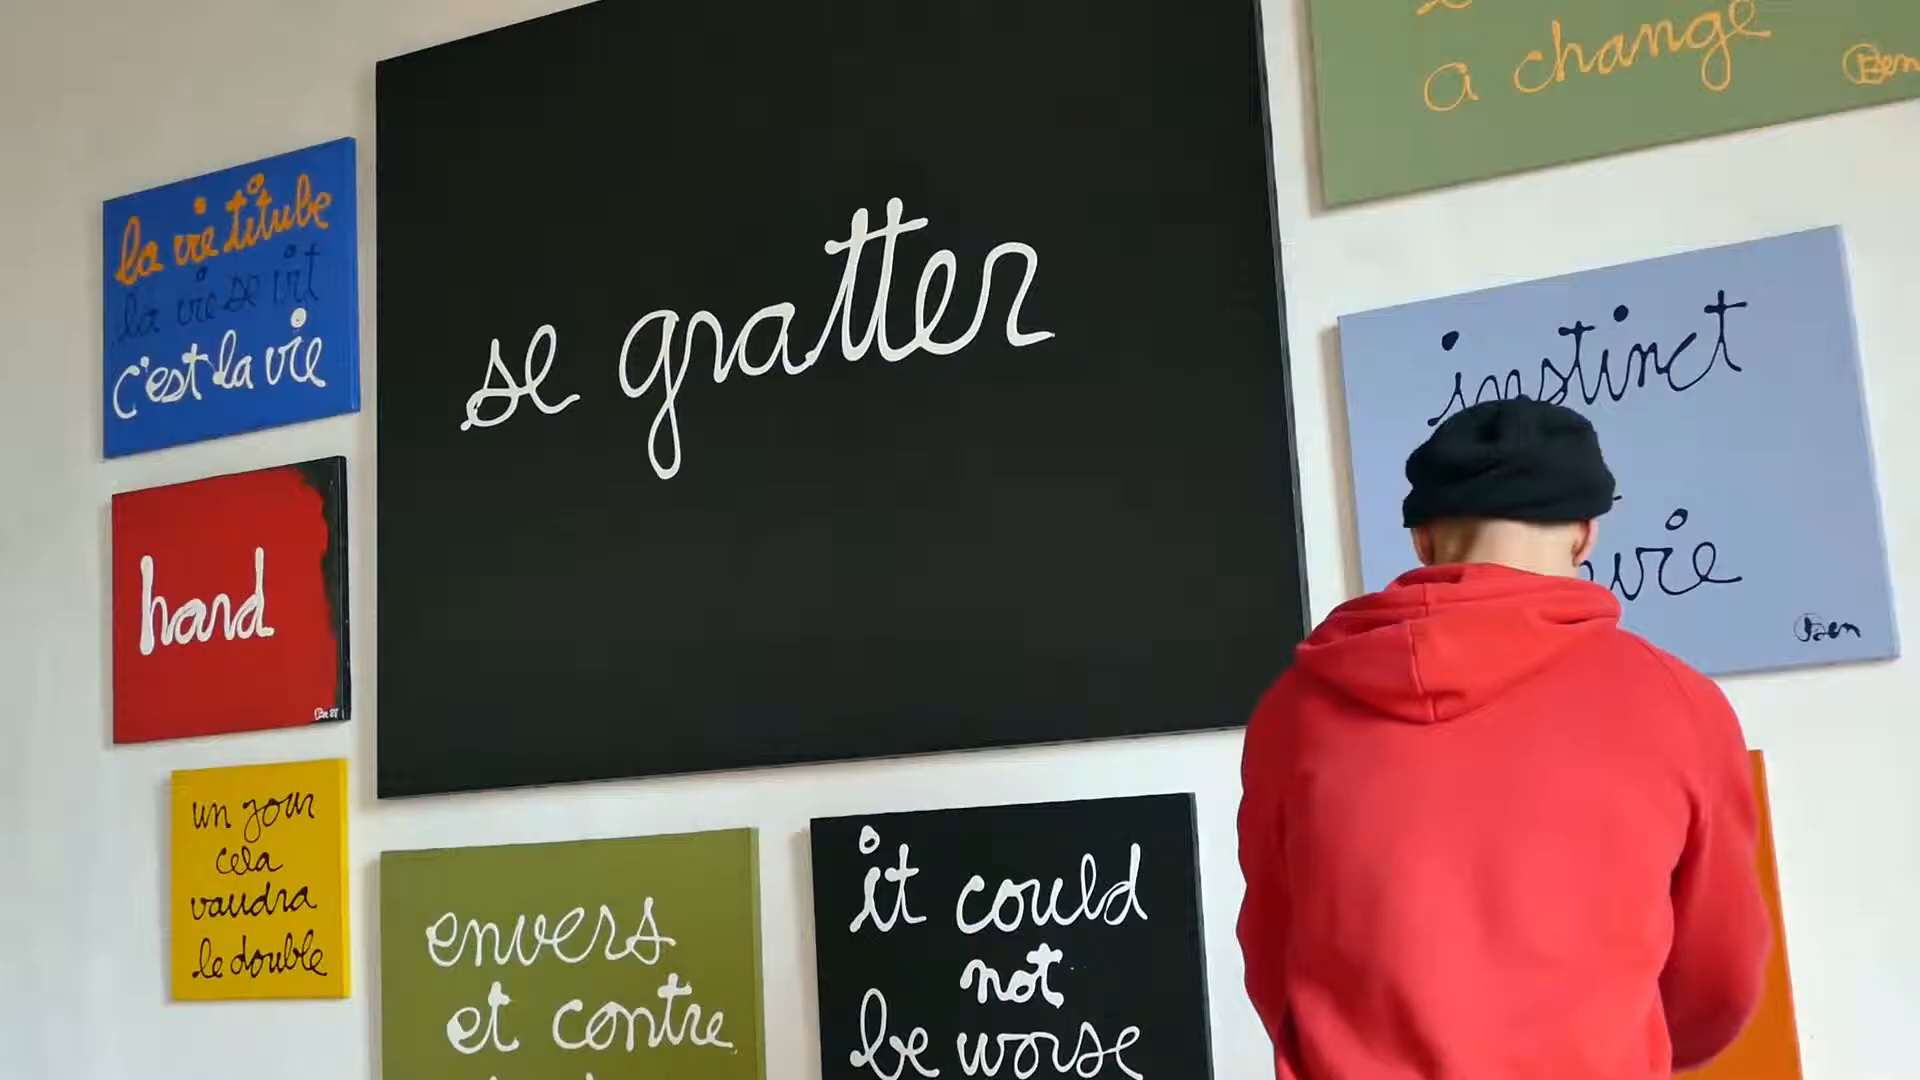 la vie titube
la vie se vit
c'est la vie
hard
un jour
cela
vaudra
le double
se gratter
envers
et contre
it could
not
be worse
a change
Ben
instinct
vie
Ben